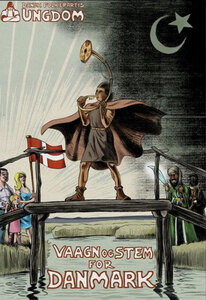 DANSK FOLKEPARTIS
UNGDOM
VAAGN OG STEM
FOR
DANMARK